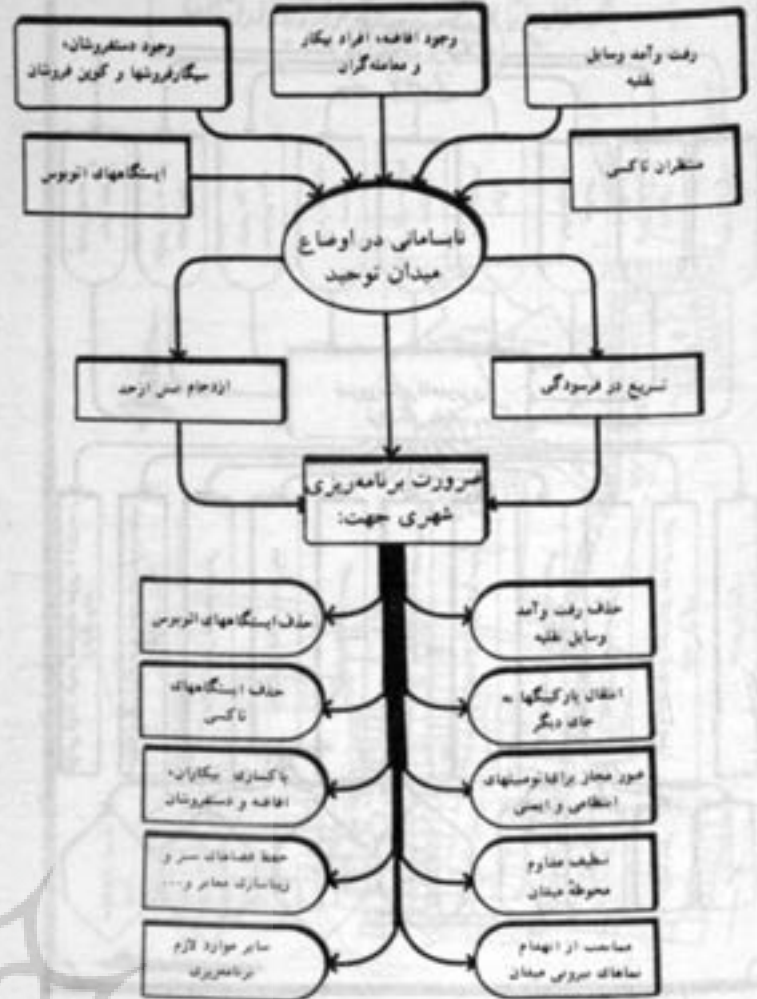 رفت وآمد وسایل
نقلیه
وجود افاغنه، افراد بیکار
و معامله‌گران
وجود دستفروشان،
سیگارفروشها و کوپن فروشان
منتظران تاکسی
ایستگاههای اتوبوس
نابسامانی در اوضاع
میدان توحید
تسریع در فرسودگی
ازدحام بیش ازحد
ضرورت برنامه‌ریزی
شهری جهت:
حذف رفت وآمد
وسایل نقلیه
حذف ایستگاههای اتوبوس
انتقال پارکینگها به
جای دیگر
حذف ایستگاههای
تاکسی
عبور مجاز برای اتومبیلهای
انتظامی و ایمنی
پاکسازی بیکاران،
افاغنه و دستفروشان
تنظیف مداوم
محوطهٔ میدان
حفظ فضاهای سبز و
زیباسازی معابر و...
ممانعت از انهدام
نماهای بیرونی میدان
سایر موارد لازم
برنامه‌ریزی